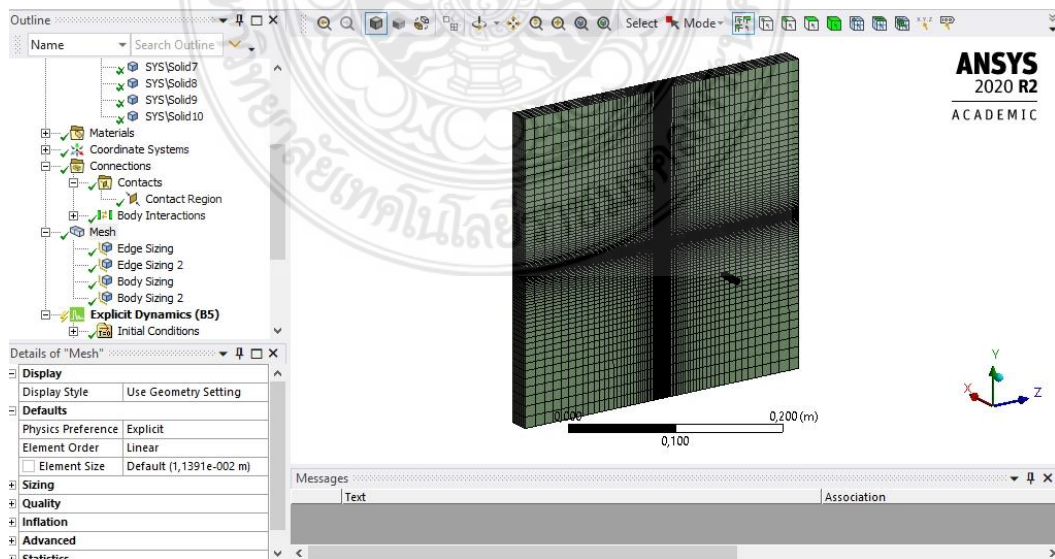 Outline
Name
Search Outline
Select
Mode
SYS\Solid7
SYS\Solid8
SYS\Solid9
SYS\Solid10
Materials
Coordinate Systems
Connections
Contacts
Contact Region
Body Interactions
Mesh
Edge Sizing
Edge Sizing 2
Body Sizing
Body Sizing 2
Explicit Dynamics (B5)
T=0
Initial Conditions
Details of "Mesh"
Display
Display Style Use Geometry Setting
Defaults
Physics Preference Explicit
Element Order Linear
Element Size Default (1,1391e-002 m)
Sizing
Quality
Inflation
Advanced
Statistics
ANSYS
2020 R2
ACADEMIC
0,000
0,200 (m)
0,100
Y
X
Z
Messages
Text
Association